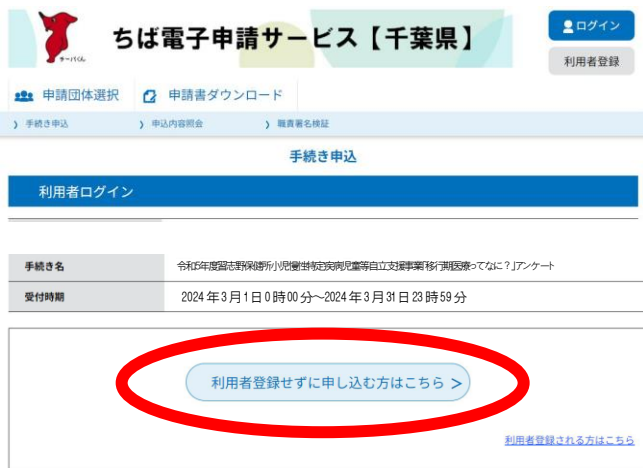 チーバくん
ちば電子申請サービス【千葉県】
ログイン
利用者登録
申請団体選択
申請書ダウンロード
手続き申込
申込内容照会
職責署名検証
手続き申込
利用者ログイン
手続き名
令和5年度習志野保健所小児慢性特定疾病児童等自立支援事業「移行期医療ってなに?」アンケート
受付時期
2024年3月1日0時00分~2024年3月31日23時59分
利用者登録せずに申し込む方はこちら >
利用者登録される方はこちら